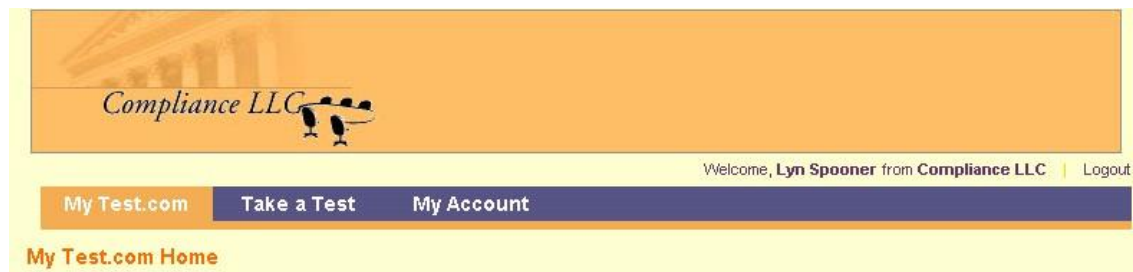 Compliance LLC
Welcome, Lyn Spooner from Compliance LLC | Logout
My Test.com Take a Test My Account
My Test.com Home